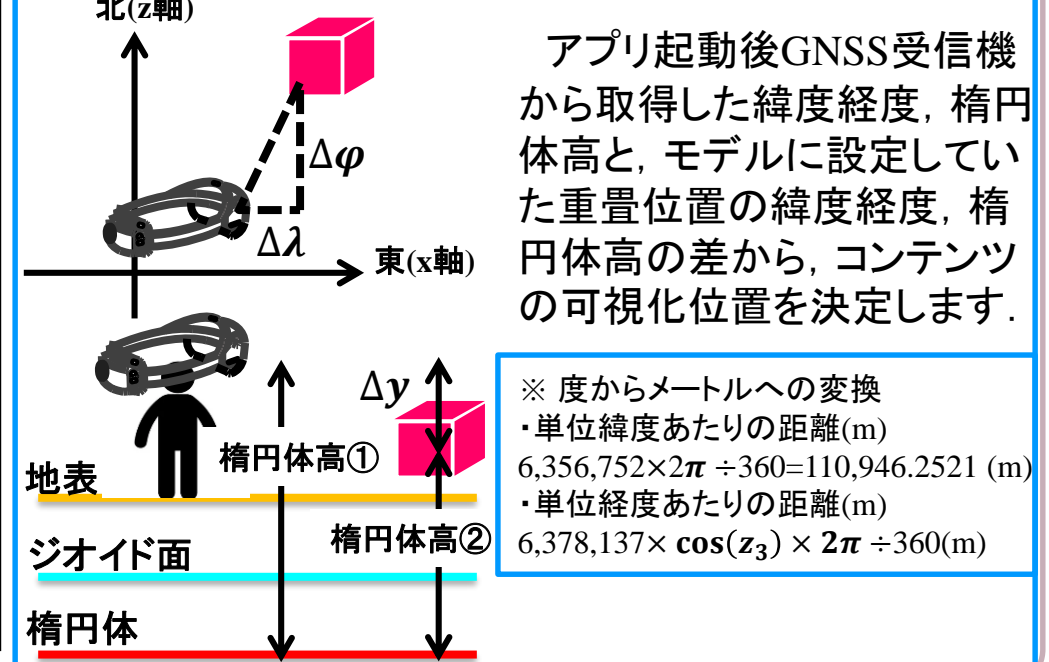 北(z軸)
Δφ
Δλ
東(x軸)
アプリ起動後GNSS受信機
から取得した緯度経度，楕円
体高と，モデルに設定してい
た重畳位置の緯度経度，楕
円体高の差から，コンテンツ
の可視化位置を決定します．
Δy
楕円体高①
地表
楕円体高②
ジオイド面
楕円体
※ 度からメートルへの変換
・単位緯度あたりの距離(m)
6,356,752×2π÷360=110,946.2521 (m)
・単位経度あたりの距離(m)
6,378,137× cos(z₃) × 2π ÷360(m)